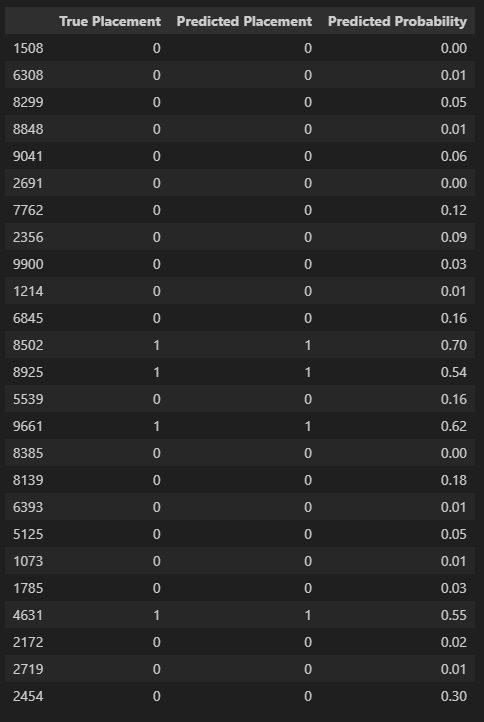 True Placement Predicted Placement Predicted Probability
1508 0 0 0.00
6308 0 0 0.01
8299 0 0 0.05
8848 0 0 0.01
9041 0 0 0.06
2691 0 0 0.00
7762 0 0 0.12
2356 0 0 0.09
9900 0 0 0.03
1214 0 0 0.01
6845 0 0 0.16
8502 1 1 0.70
8925 1 1 0.54
5539 0 0 0.16
9661 1 1 0.62
8385 0 0 0.00
8139 0 0 0.18
6393 0 0 0.01
5125 0 0 0.05
1073 0 0 0.01
1785 0 0 0.03
4631 1 1 0.55
2172 0 0 0.02
2719 0 0 0.01
2454 0 0 0.30